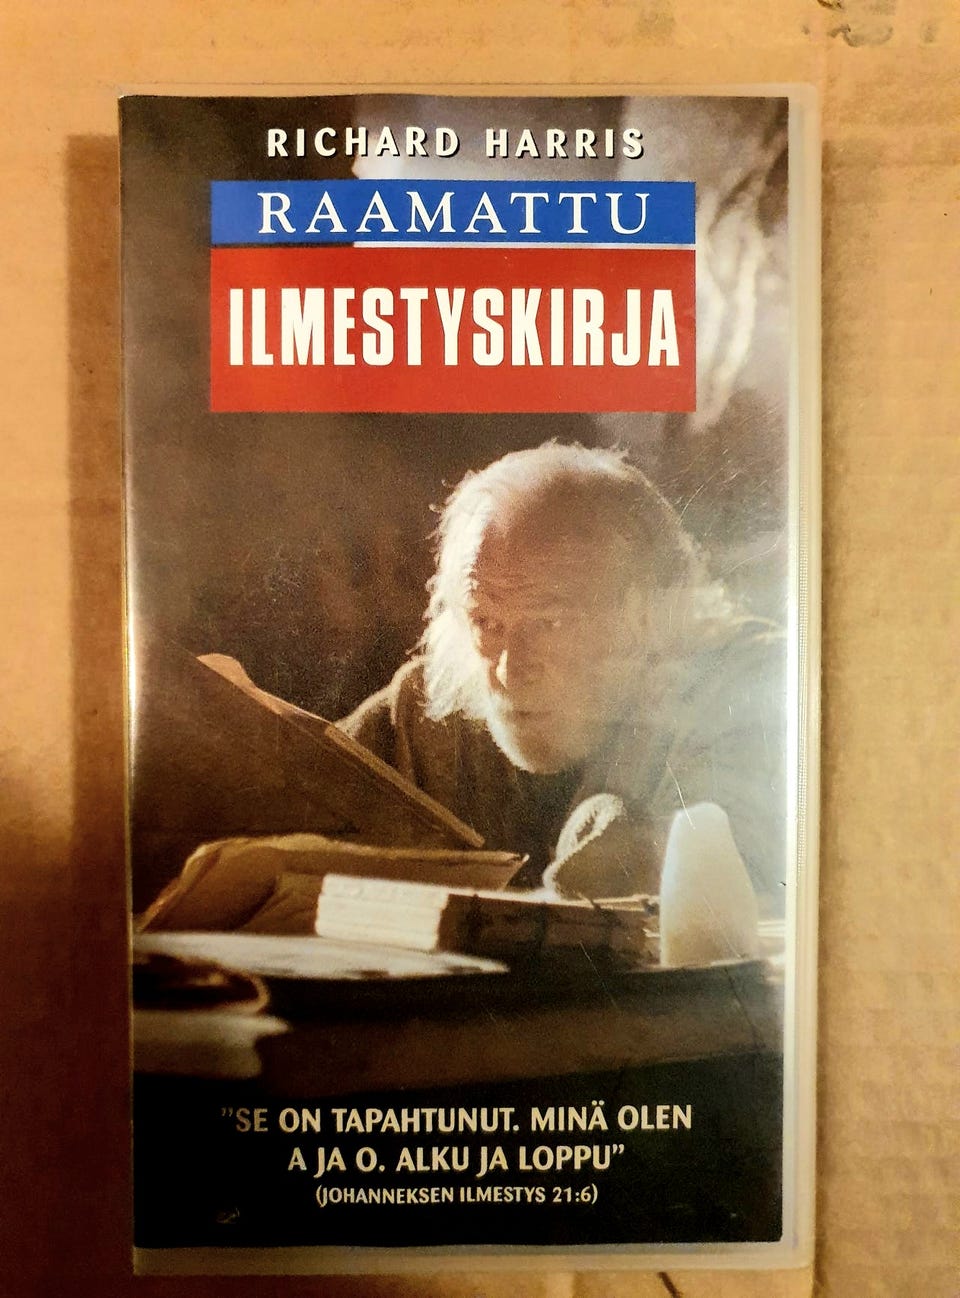 RICHARD HARRIS
RAAMATTU
ILMESTYSKIRJA
”SE ON TAPAHTUNUT. MINÄ OLEN
A JA O. ALKU JA LOPPU”
(JOHANNEKSEN ILMESTYS 21:6)